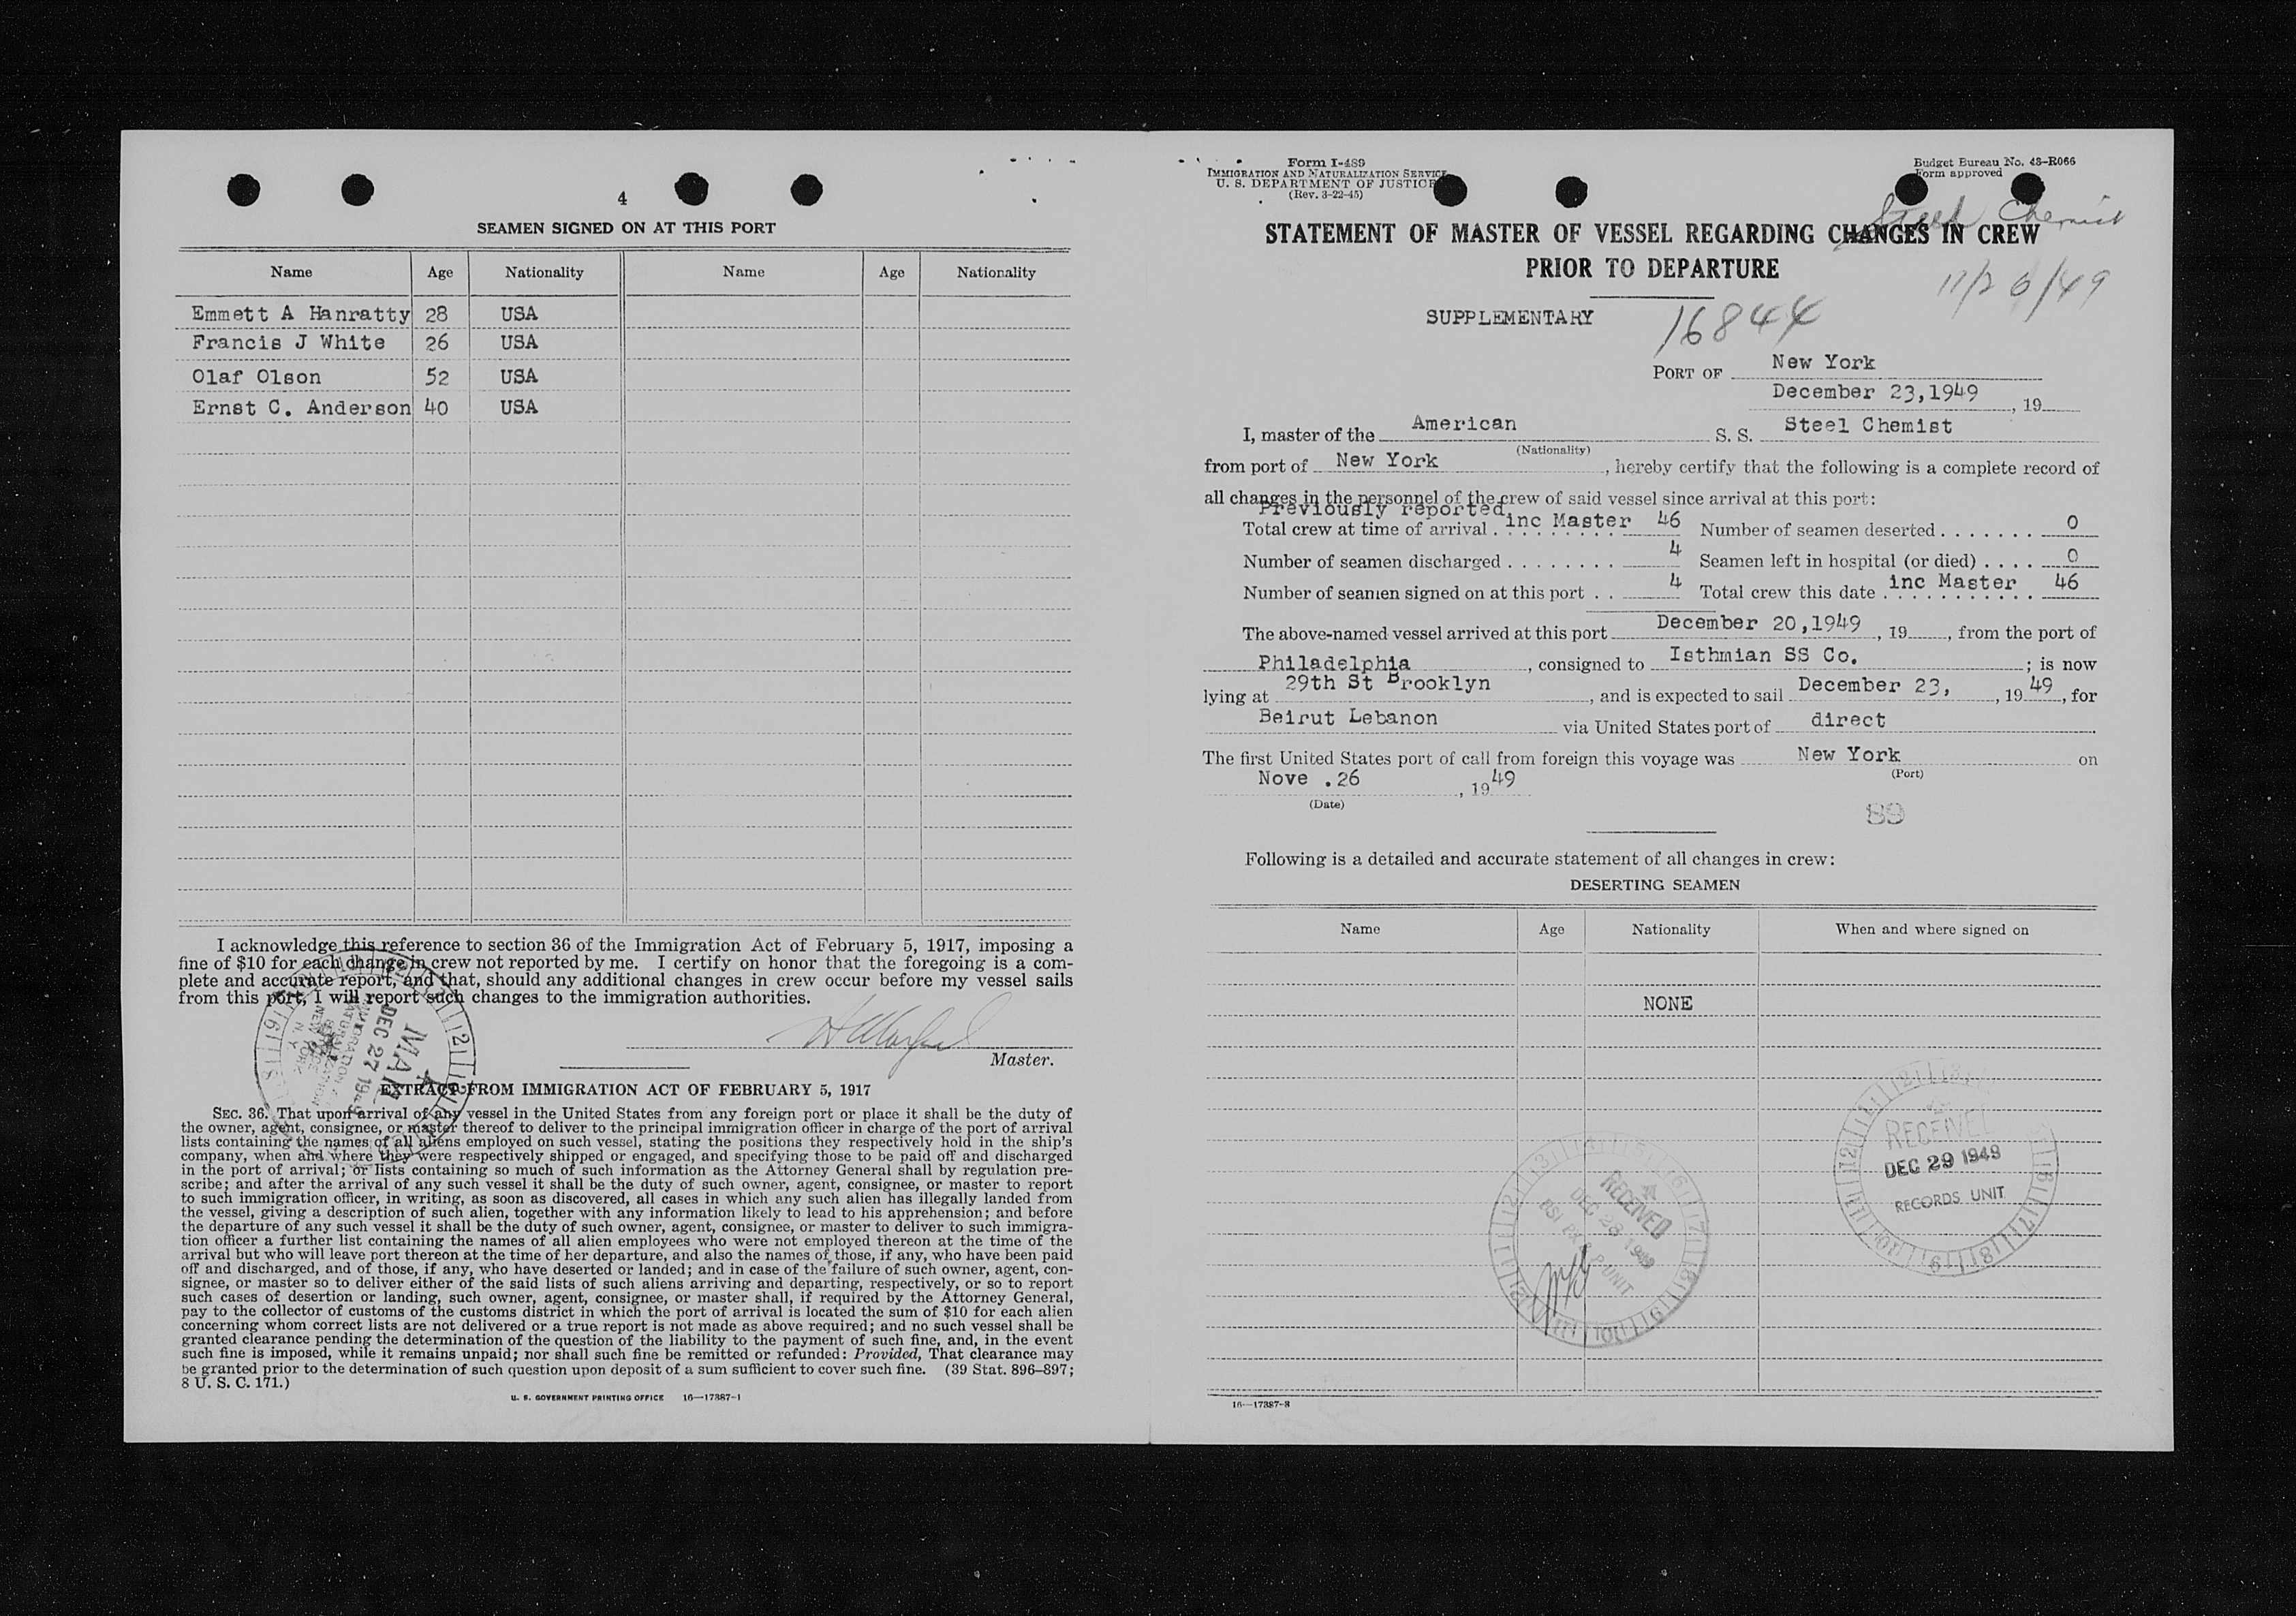 4
SEAMEN SIGNED ON AT THIS PORT
Name Age Nationality Name Age Nationality
Emmett A Hanratty 28 USA
Francis J White 26 USA
Olaf Olson 52 USA
Ernst C. Anderson 40 USA
I acknowledge this reference to section 36 of the Immigration Act of February 5, 1917, imposing a
fine of $10 for each change in crew not reported by me. I certify on honor that the foregoing is a com-
plete and accurate report, and that, should any additional changes in crew occur before my vessel sails
from this port, I will report such changes to the immigration authorities.
Master.
DEC 27 19
EXTRACT FROM IMMIGRATION ACT OF FEBRUARY 5, 1917
SEC. 36. That upon arrival of any vessel in the United States from any foreign port or place it shall be the duty of
the owner, agent, consignee, or master thereof to deliver to the principal immigration officer in charge of the port of arrival
lists containing the names of all aliens employed on such vessel, stating the positions they respectively hold in the ship's
company, when and where they were respectively shipped or engaged, and specifying those to be paid off and discharged
in the port of arrival; or lists containing so much of such information as the Attorney General shall by regulation pre-
scribe; and after the arrival of any such vessel it shall be the duty of such owner, agent, consignee, or master to report
to such immigration officer, in writing, as soon as discovered, all cases in which any such alien has illegally landed from
the vessel, giving a description of such alien, together with any information likely to lead to his apprehension; and before
the departure of any such vessel it shall be the duty of such owner, agent, consignee, or master to deliver to such immigra-
tion officer a further list containing the names of all alien employees who were not employed thereon at the time of the
arrival but who will leave port thereon at the time of her departure, and also the names of those, if any, who have been paid
off and discharged, and of those, if any, who have deserted or landed; and in case of the failure of such owner, agent, con-
signee, or master so to deliver either of the said lists of such aliens arriving and departing, respectively, or so to report
such cases of desertion or landing, such owner, agent, consignee, or master shall, if required by the Attorney General,
pay to the collector of customs of the customs district in which the port of arrival is located the sum of $10 for each alien
concerning whom correct lists are not delivered or a true report is not made as above required; and no such vessel shall be
granted clearance pending the determination of the question of the liability to the payment of such fine, and, in the event
such fine is imposed, while it remains unpaid; nor shall such fine be remitted or refunded: Provided, That clearance may
be granted prior to the determination of such question upon deposit of a sum sufficient to cover such fine. (39 Stat. 896–897;
8 U. S. C. 171.)
U. S. GOVERNMENT PRINTING OFFICE 16—17387-1
Form I-489
IMMIGRATION AND NATURALIZATION SERVICE
U. S. DEPARTMENT OF JUSTICE
(Rev. 3-22-45)
Budget Bureau No. 43-R066
Form approved
Steel Chemist
STATEMENT OF MASTER OF VESSEL REGARDING CHANGES IN CREW
PRIOR TO DEPARTURE
11/26/49
SUPPLEMENTARY 16844
PORT OF New York
December 23,1949, 19
I, master of the American S. S. Steel Chemist
(Nationality)
from port of New York, hereby certify that the following is a complete record of
all changes in the personnel of the crew of said vessel since arrival at this port:
Previously reported
Total crew at time of arrival . inc Master 46 Number of seamen deserted . . . . . . . 0
Number of seamen discharged . . . . . . . . 4 Seamen left in hospital (or died) . . . . 0
Number of seamen signed on at this port . . 4 Total crew this date . inc Master 46
The above-named vessel arrived at this port December 20,1949, 19, from the port of
Philadelphia, consigned to Isthmian SS Co.; is now
lying at 29th St Brooklyn, and is expected to sail December 23,, 19 49, for
Beirut Lebanon via United States port of direct
The first United States port of call from foreign this voyage was New York on
(Port)
Nove .26, 19 49
(Date)
89
Following is a detailed and accurate statement of all changes in crew:
DESERTING SEAMEN
Name Age Nationality When and where signed on
NONE
RECEIVED
DEC 29 1949
RECORDS UNIT
RECEIVED
DEC 28 1949
16—17387-3